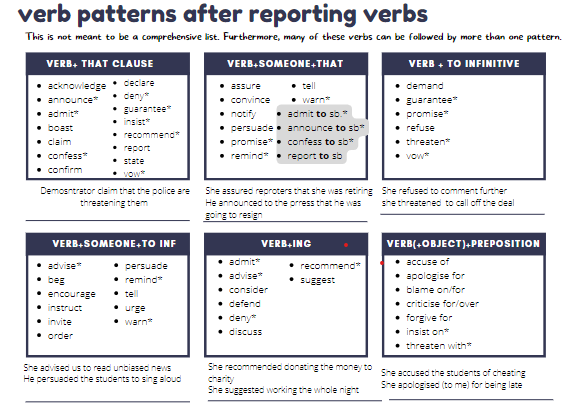 verb patterns after reporting verbs
This is not meant to be a comprehensive list. Furthermore, many of these verbs can be followed by more than one pattern.
VERB+ THAT CLAUSE
• acknowledge
• announce*
• admit*
• boast
• claim
• confess*
• confirm
• declare
• deny*
• guarantee*
• insist*
• recommend*
• report
• state
• vow*
Demosntrator claim that the police are
threatening them
VERB+SOMEONE+THAT
• assure
• convince
• notify
• persuade
• promise*
• remind*
• tell
• warn*
• admit to sb.*
• announce to sb*
• confess to sb*
• report to sb
She assured reproters that she was retiring
He announced to the prress that he was
going to resign
VERB + TO INFINITIVE
• demand
• guarantee*
• promise*
• refuse
• threaten*
• vow*
She refused to comment further
she threatened to call off the deal
VERB+SOMEONE+TO INF
• advise*
• beg
• encourage
• instruct
• invite
• order
• persuade
• remind*
• tell
• urge
• warn*
She advised us to read unbiased news
He persuaded the students to sing aloud
VERB+ING
• admit*
• advise*
• consider
• defend
• deny*
• discuss
• recommend*
• suggest
She recommended donating the money to
charity
She suggested working the whole night
VERB(+OBJECT)+PREPOSITION
• accuse of
• apologise for
• blame on/for
• criticise for/over
• forgive for
• insist on*
• threaten with*
She accused the students of cheating
She apologised (to me) for being late